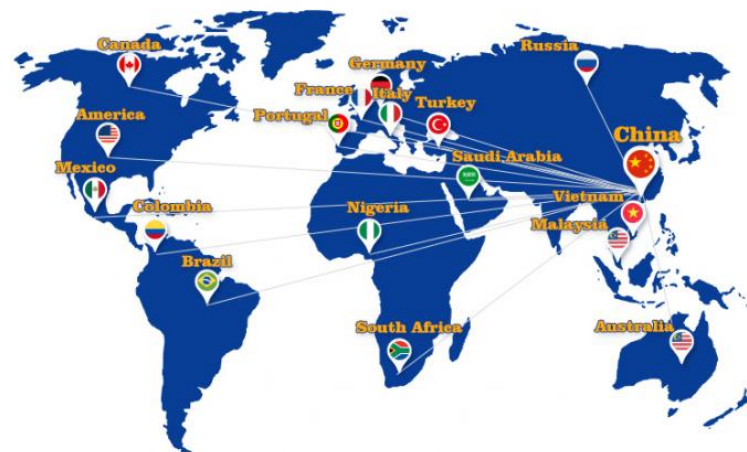 Canada
Germany
Russia
France
Italy
America
Portugal
Turkey
China
Mexico
Saudi Arabia
Colombia
Nigeria
Vietnam
Malaysia
Brazil
South Africa
Australia